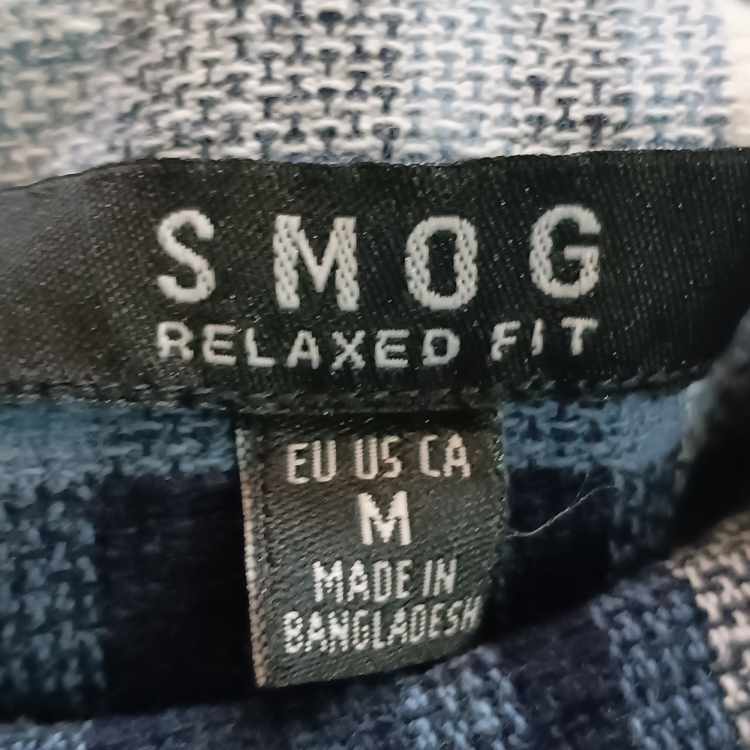 SMOG
RELAXED FIT
EU US CA
M
MADE IN
BANGLADESH